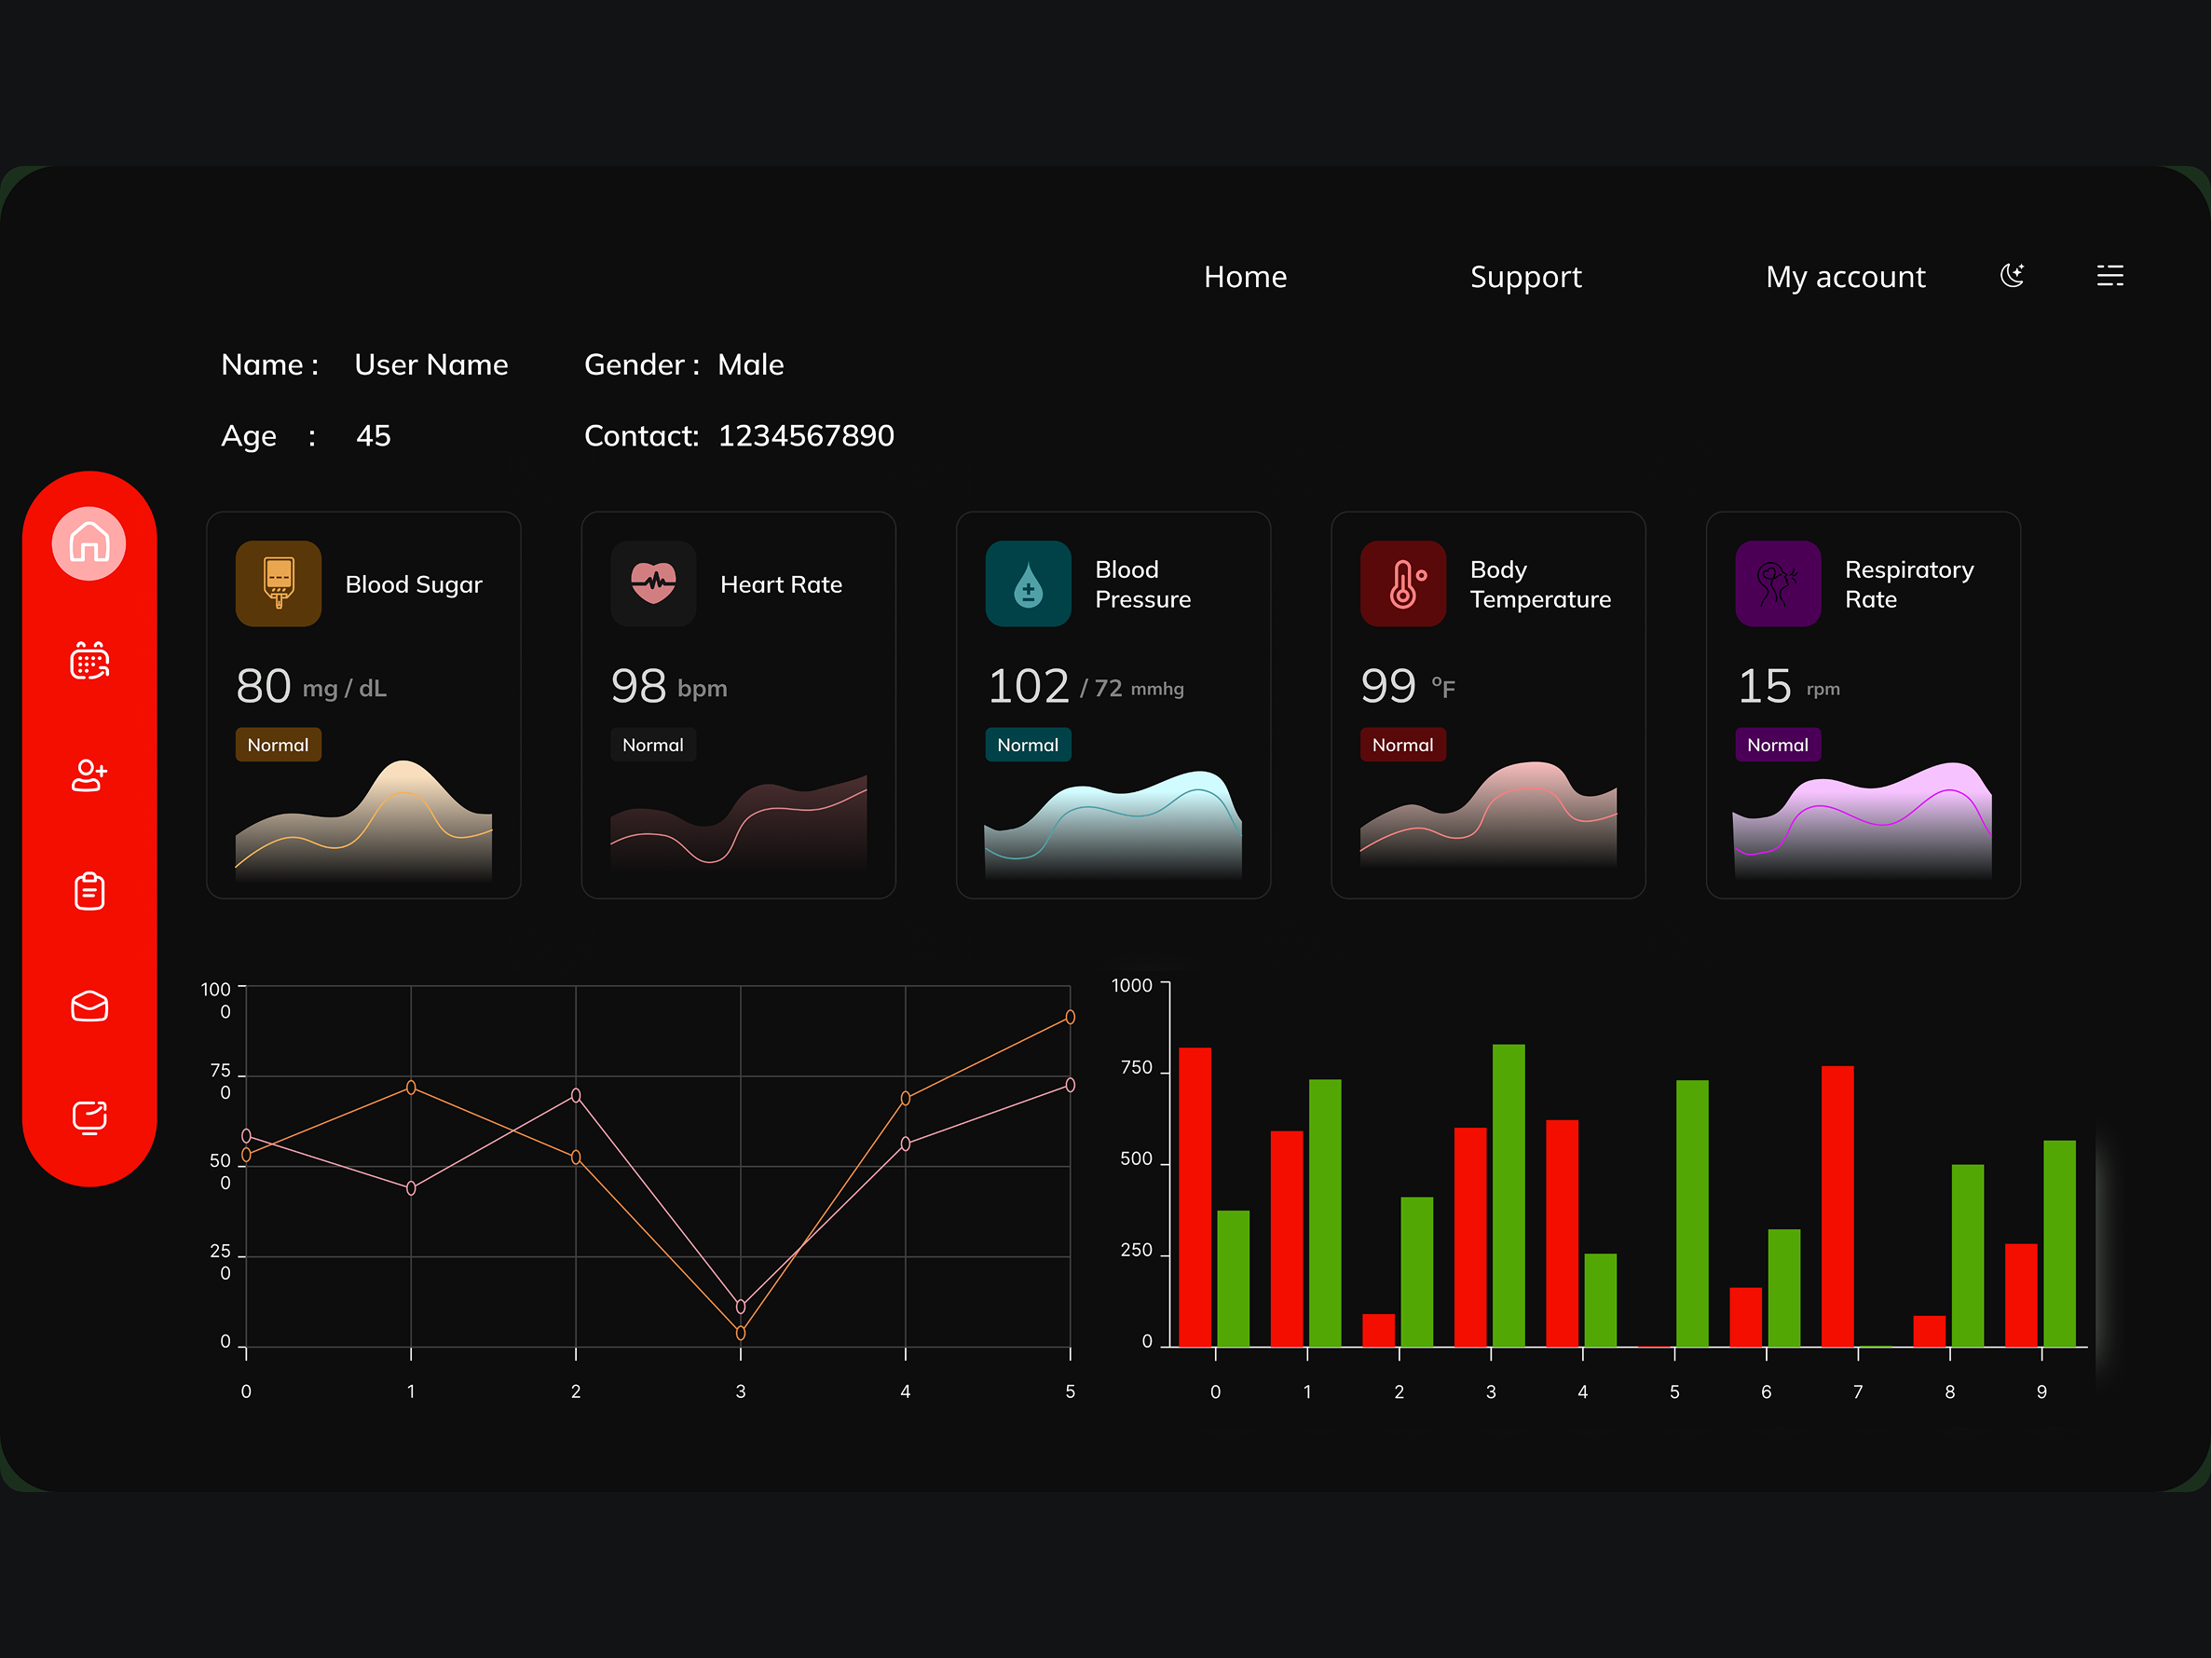 Home Support My account
Name : User Name Gender : Male
Age : 45 Contact: 1234567890
Blood Sugar
80 mg / dL
Normal
Heart Rate
98 bpm
Normal
Blood
Pressure
102 / 72 mmhg
Normal
Body
Temperature
99 °F
Normal
Respiratory
Rate
15 rpm
Normal
100
0
75
0
50
0
25
0
0
0 1 2 3 4 5
1000
750
500
250
0
0 1 2 3 4 5 6 7 8 9